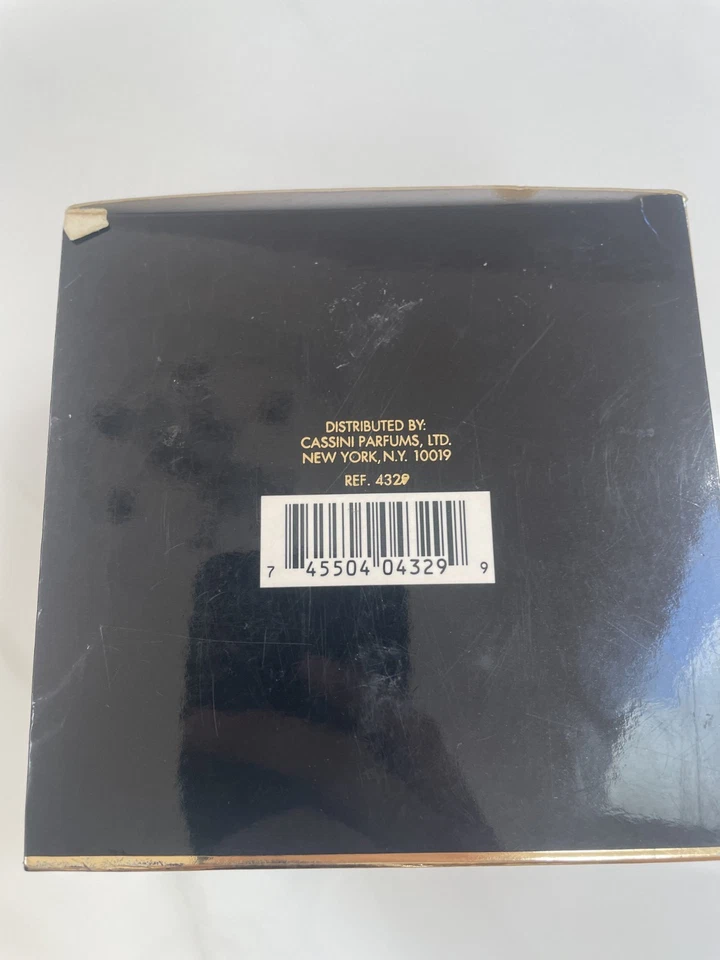 DISTRIBUTED BY:
CASSINI PARFUMS, LTD.
NEW YORK, N.Y. 10019
REF. 4329
7 45504 04329 9